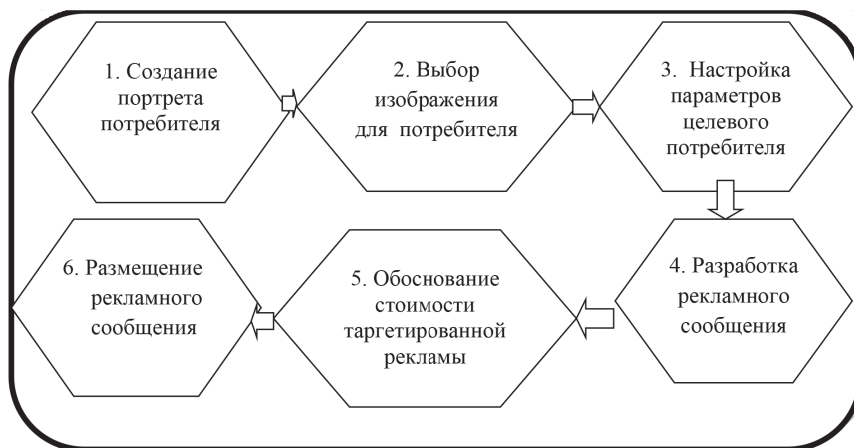 1. Создание
портрета
потребителя
2. Выбор
изображения
для потребителя
3. Настройка
параметров
целевого
потребителя
4. Разработка
рекламного
сообщения
5. Обоснование
стоимости
таргетированной
рекламы
6. Размещение
рекламного
сообщения